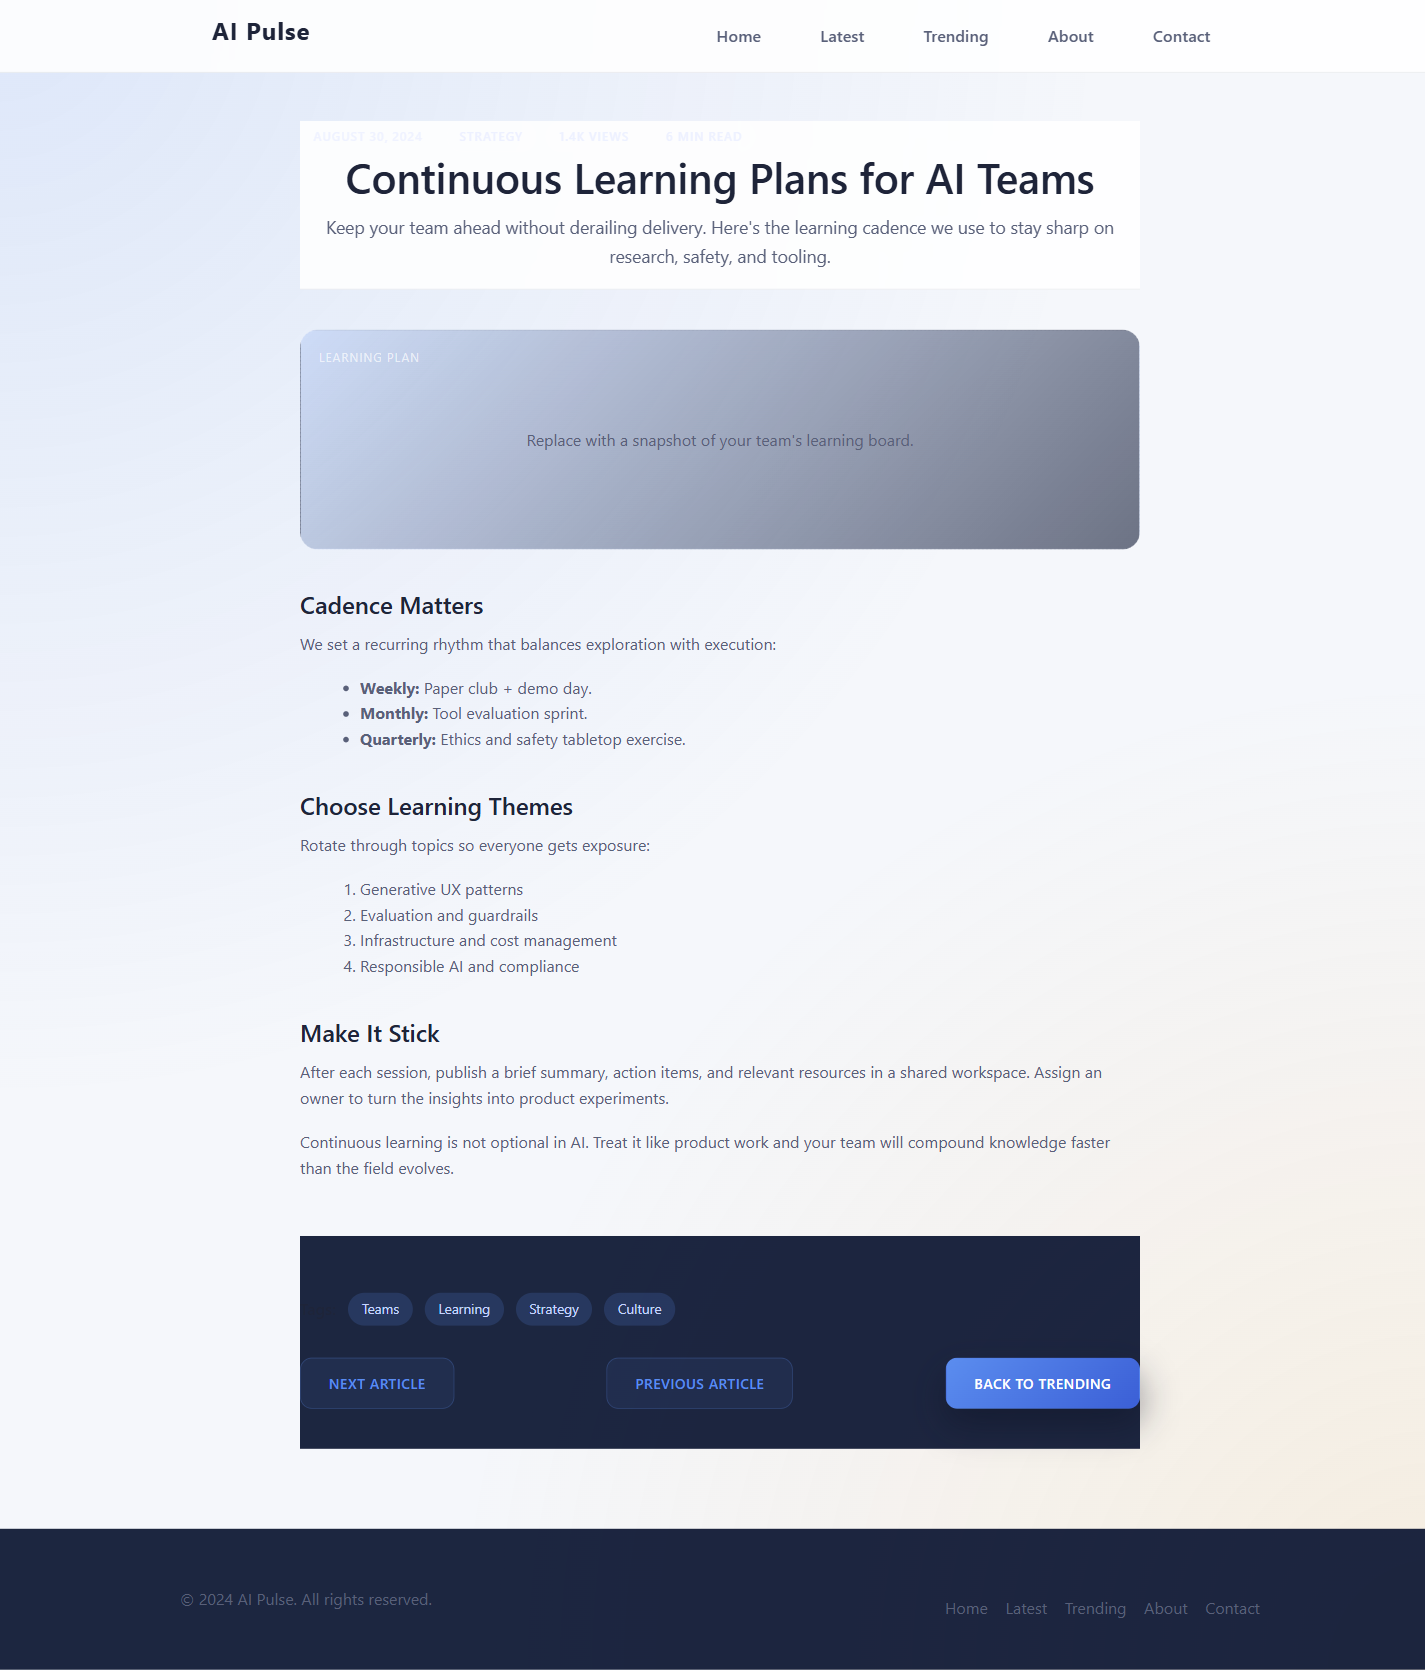 AI Pulse
Home
Latest
Trending
About
Contact
AUGUST 30, 2024
STRATEGY
1.4K VIEWS
6 MIN READ
Continuous Learning Plans for AI Teams
Keep your team ahead without derailing delivery. Here's the learning cadence we use to stay sharp on
research, safety, and tooling.
LEARNING PLAN
Replace with a snapshot of your team's learning board.
Cadence Matters
We set a recurring rhythm that balances exploration with execution:
• Weekly: Paper club + demo day.
• Monthly: Tool evaluation sprint.
• Quarterly: Ethics and safety tabletop exercise.
Choose Learning Themes
Rotate through topics so everyone gets exposure:
1. Generative UX patterns
2. Evaluation and guardrails
3. Infrastructure and cost management
4. Responsible AI and compliance
Make It Stick
After each session, publish a brief summary, action items, and relevant resources in a shared workspace. Assign an
owner to turn the insights into product experiments.
Continuous learning is not optional in AI. Treat it like product work and your team will compound knowledge faster
than the field evolves.
Teams
Learning
Strategy
Culture
NEXT ARTICLE
PREVIOUS ARTICLE
BACK TO TRENDING
© 2024 AI Pulse. All rights reserved.
Home
Latest
Trending
About
Contact